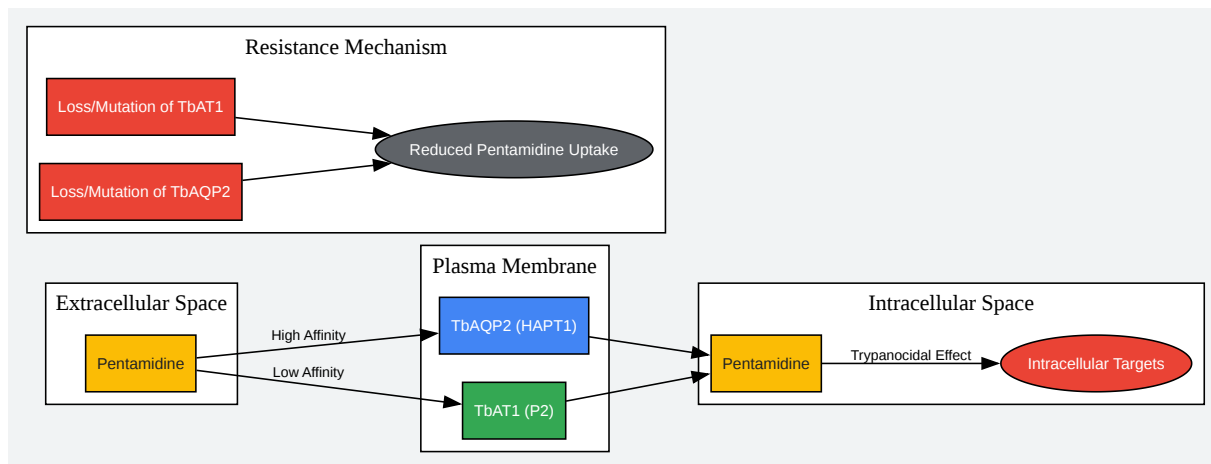 Resistance Mechanism
Loss/Mutation of TbAT1
Reduced Pentamidine Uptake
Loss/Mutation of TbAQP2
Plasma Membrane
Extracellular Space
Intracellular Space
TbAQP2 (HAPT1)
High Affinity
Pentamidine
Low Affinity
Pentamidine
Trypanocidal Effect
Intracellular Targets
TbAT1 (P2)